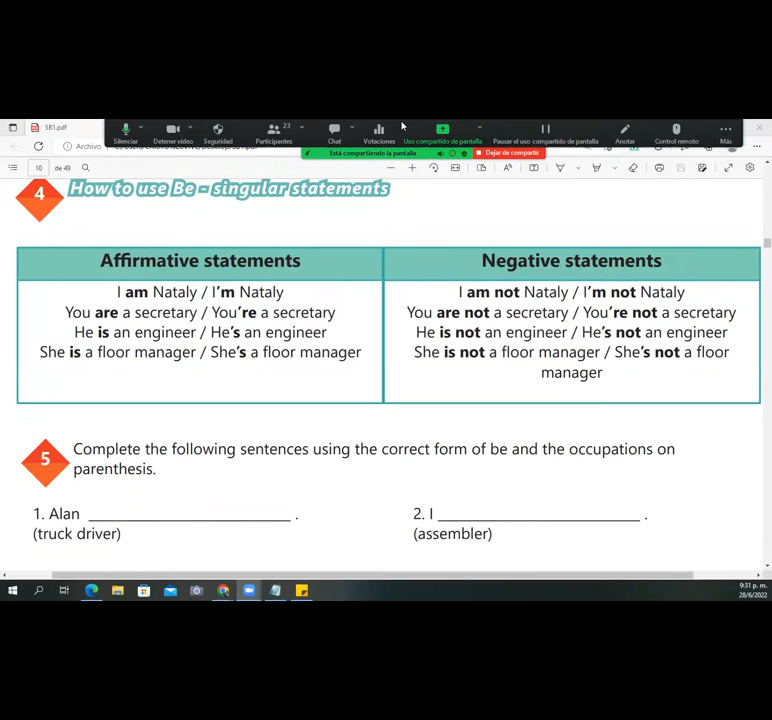 SB1.pdf
Silenciar
Detener video
Seguridad
23
Participantes
Chat
Votaciones
Uso compartido de pantalla
Pausar el uso compartido de pantalla
Anotar
Control remoto
Más
Archivo
Está compartiendo la pantalla
Dejar de compartir
10 de 49
4 How to use Be - singular statements
Affirmative statements
I am Nataly / I'm Nataly
You are a secretary / You're a secretary
He is an engineer / He's an engineer
She is a floor manager / She's a floor manager
Negative statements
I am not Nataly / I'm not Nataly
You are not a secretary / You're not a secretary
He is not an engineer / He's not an engineer
She is not a floor manager / She's not a floor
manager
5 Complete the following sentences using the correct form of be and the occupations on
parenthesis.
1. Alan ____________________________ .
(truck driver)
2. I ____________________________ .
(assembler)
9:31 p. m.
28/6/2022